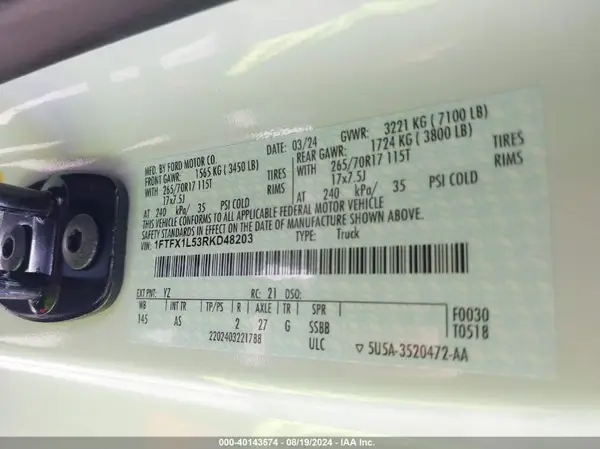 MFD. BY FORD MOTOR CO.
DATE: 03/24 GVWR: 3221 KG ( 7100 LB)
FRONT GAWR: 1565 KG ( 3450 LB) REAR GAWR: 1724 KG ( 3800 LB)
WITH 265/70R17 115T TIRES WITH 265/70R17 115T TIRES
17x7.5J RIMS 17x7.5J RIMS
AT 240 kPa/ 35 PSI COLD AT 240 kPa/ 35 PSI COLD
THIS VEHICLE CONFORMS TO ALL APPLICABLE FEDERAL MOTOR VEHICLE
SAFETY STANDARDS IN EFFECT ON THE DATE OF MANUFACTURE SHOWN ABOVE.
VIN: 1FTFX1L53RKD48203 TYPE: Truck
EXT PNT: YZ RC: 21 DSO:
WB INT TR TP/PS R AXLE TR SPR
145 AS 2 27 G SSBB F0030
2202403221788 ULC T0518
▽ 5U5A-3520472-AA
000-40143574 - 08/19/2024 - IAA Inc.